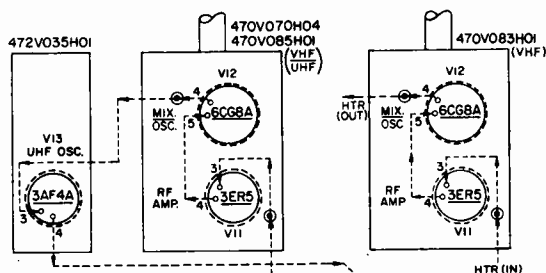 472V035H01
V13
UHF OSC.
3AF4A
3
4
470V070H04
470V085H01
(VHF/UHF)
V12
4
5
6CG8A
MIX.
OSC.
3
4
3ER5
RF
AMP.
V11
470V083H01
(VHF)
V12
HTR
(OUT)
4
5
6CG8A
MIX.
OSC
3
4
3ER5
RF
AMP
V11
HTR(IN)